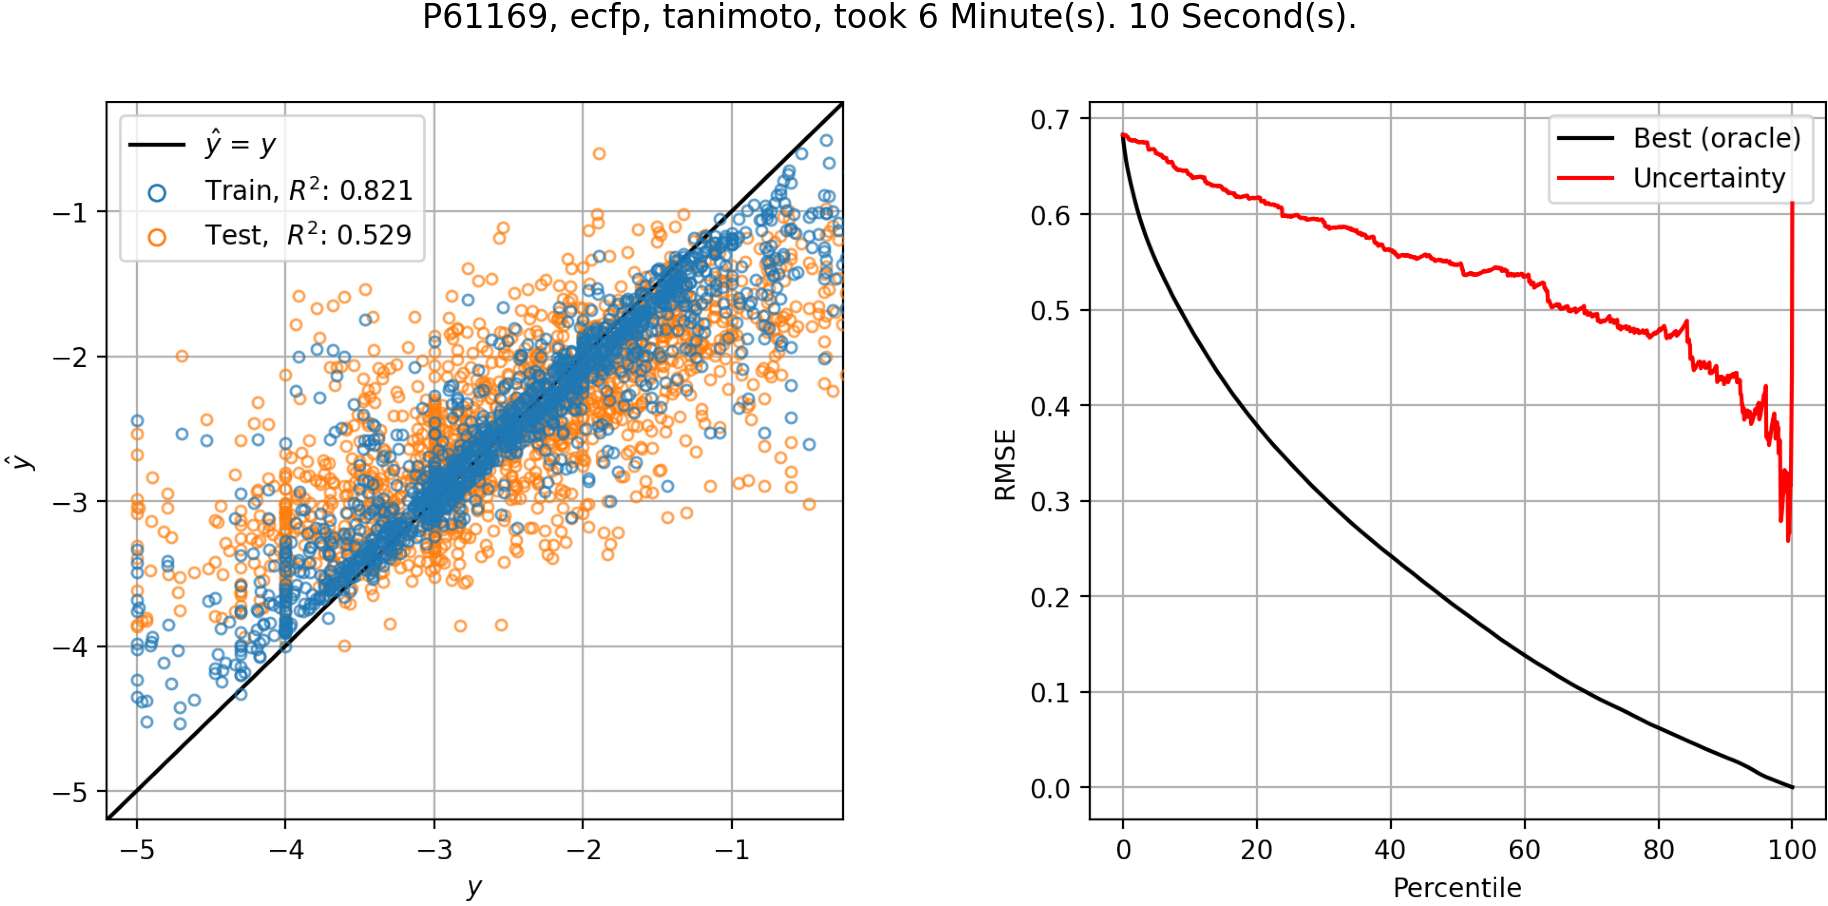 P61169, ecfp, tanimoto, took 6 Minute(s). 10 Second(s).
ŷ = y
Train, R²: 0.821
Test, R²: 0.529
−1
−2
−3
−4
−5
ŷ
−5 −4 −3 −2 −1
y
Best (oracle)
Uncertainty
0.7
0.6
0.5
0.4
0.3
0.2
0.1
0.0
RMSE
0 20 40 60 80 100
Percentile